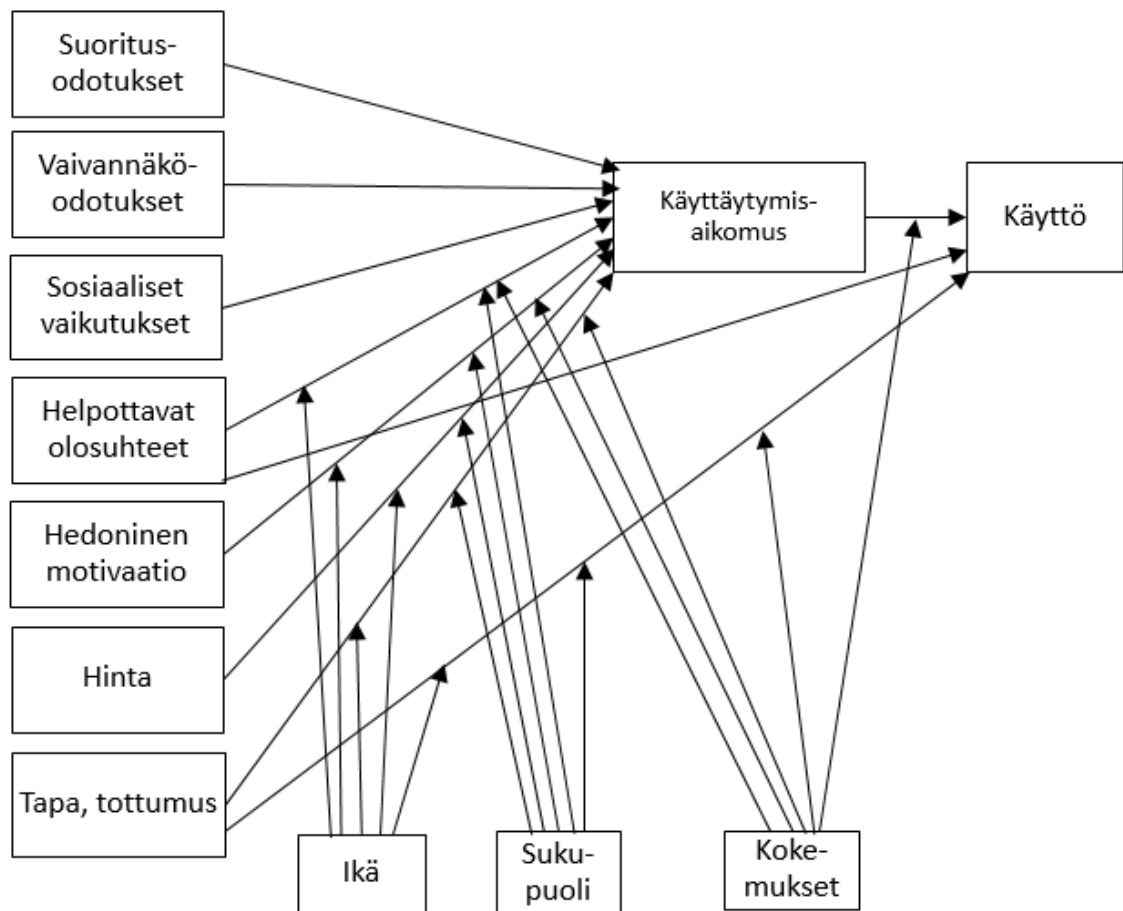 Suoritus-
odotukset
Vaivannäkö-
odotukset
Sosiaaliset
vaikutukset
Helpottavat
olosuhteet
Hedoninen
motivaatio
Hinta
Tapa, tottumus
Käyttäytymis-
aikomus
Käyttö
Ikä
Suku-
puoli
Koke-
mukset